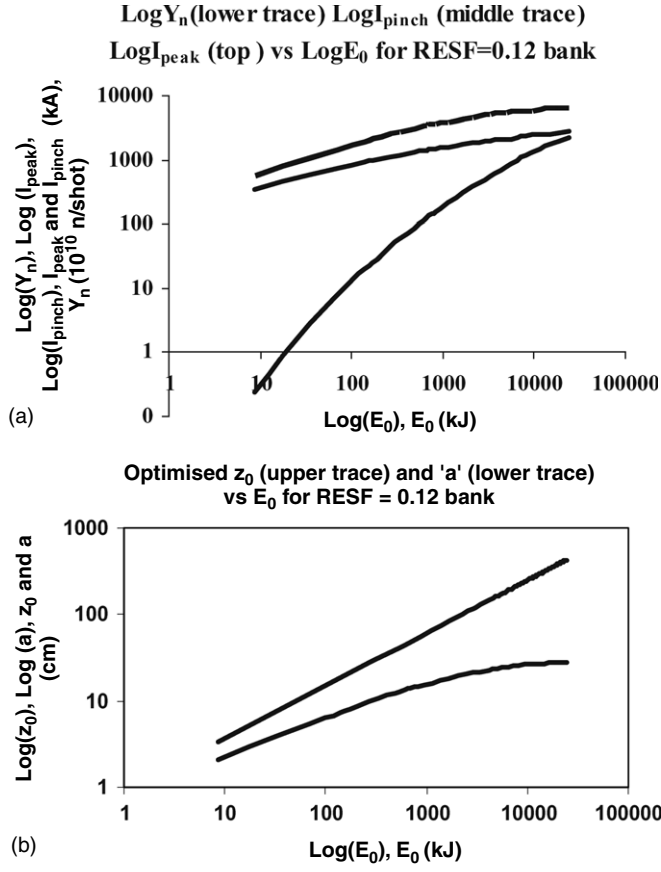 LogYn (lower trace) LogIpinch (middle trace)
LogIpeak (top ) vs LogE0 for RESF=0.12 bank
Log(Yn), Log (Ipeak),
Log(Ipinch), Ipeak and Ipinch (kA),
Yn (10^10 n/shot)
10000
1000
100
10
1
0
1
10
100
1000
10000
100000
Log(E0), E0 (kJ)
(a)
Optimised z0 (upper trace) and 'a' (lower trace)
vs E0 for RESF = 0.12 bank
Log(z0), Log (a), z0 and a
(cm)
1000
100
10
1
1
10
100
1000
10000
100000
Log(E0), E0 (kJ)
(b)